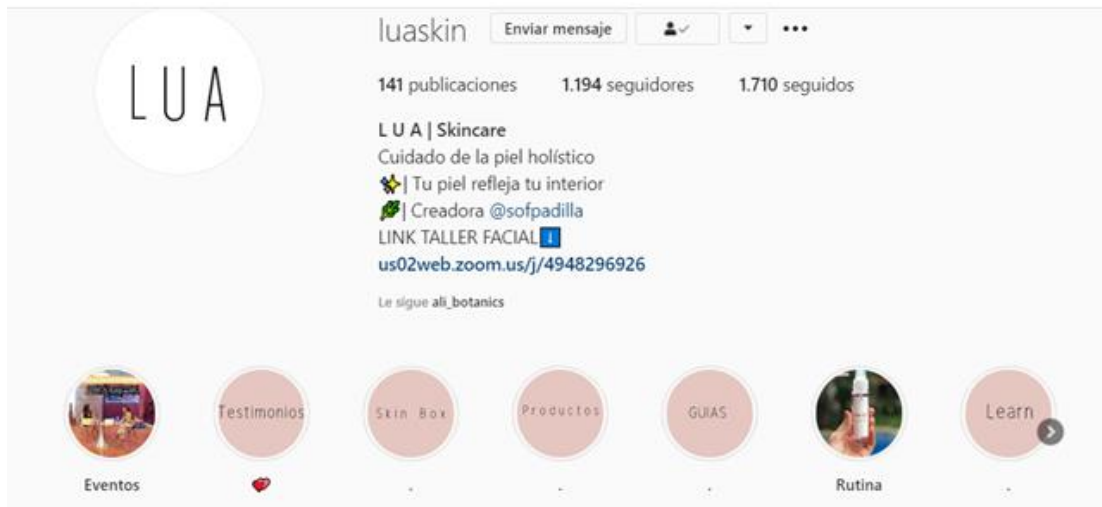 LUA
luaskin Enviar mensaje
141 publicaciones 1.194 seguidores 1.710 seguidos
L U A | Skincare
Cuidado de la piel holístico
✨| Tu piel refleja tu interior
🌿| Creadora @sofpadilla
LINK TALLER FACIAL⬇️
us02web.zoom.us/j/4948296926
Le sigue ali_botanics
Testimonios
Skin Box
Productos
GUIAS
Learn
Eventos
Rutina